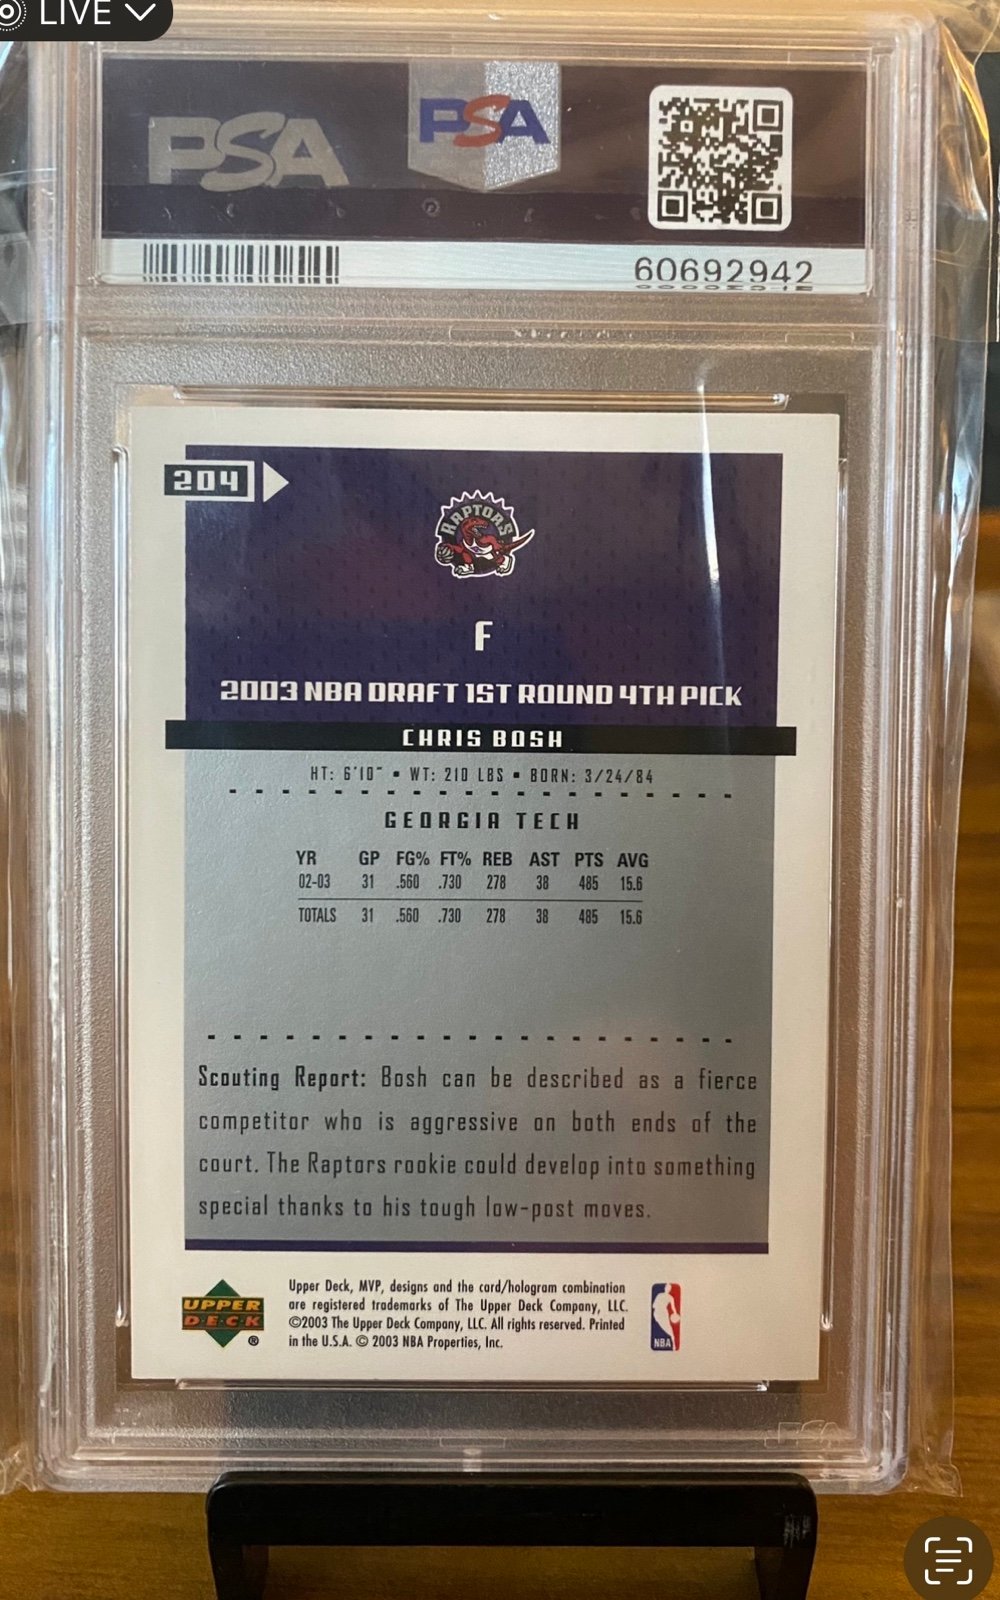 LIVE
PSA
PSA
60692942
204
RAPTORS
F
2003 NBA DRAFT 1ST ROUND 4TH PICK
CHRIS BOSH
HT: 6'10" ▪ WT: 210 LBS ▪ BORN: 3/24/84
GEORGIA TECH
YR GP FG% FT% REB AST PTS AVG
02-03 31 .560 .730 278 38 485 15.6
TOTALS 31 .560 .730 278 38 485 15.6
Scouting Report: Bosh can be described as a fierce
competitor who is aggressive on both ends of the
court. The Raptors rookie could develop into something
special thanks to his tough low-post moves.
UPPER
DECK
®
Upper Deck, MVP, designs and the card/hologram combination
are registered trademarks of The Upper Deck Company, LLC.
©2003 The Upper Deck Company, LLC. All rights reserved. Printed
in the U.S.A. © 2003 NBA Properties, Inc.
NBA
PSA